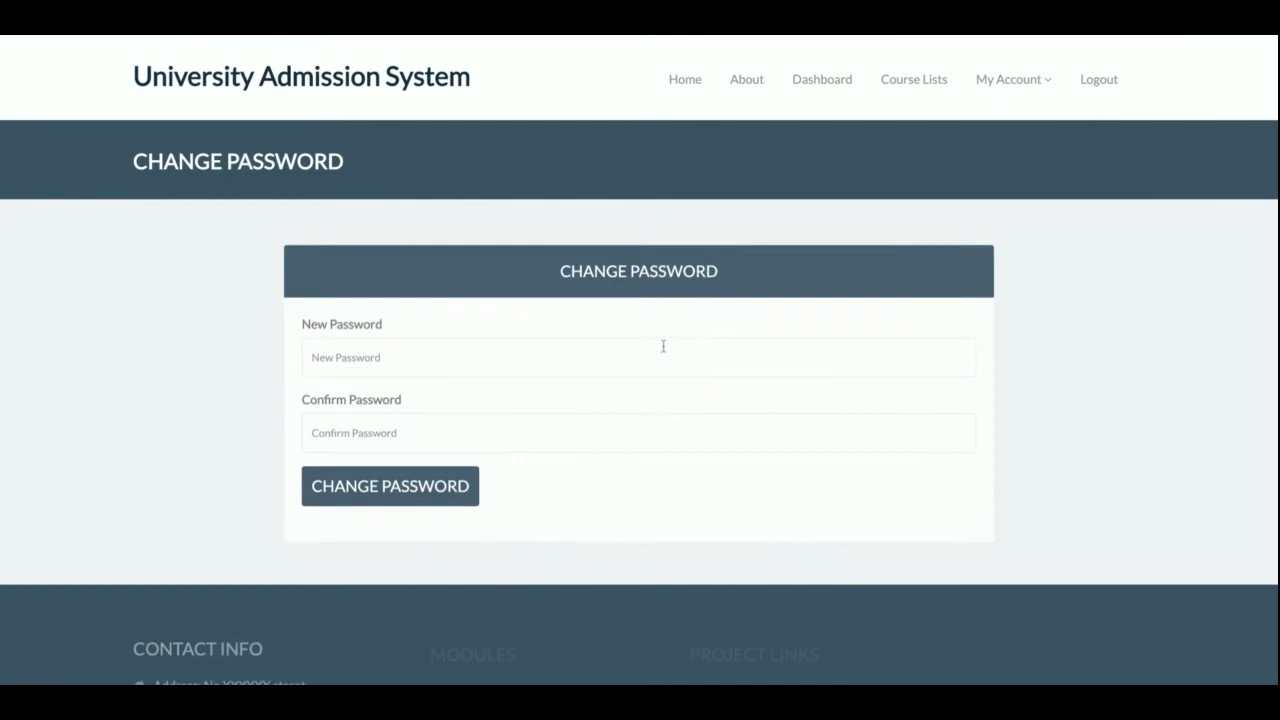 University Admission System
Home About Dashboard Course Lists My Account Logout
CHANGE PASSWORD
CHANGE PASSWORD
New Password
New Password
Confirm Password
Confirm Password
CHANGE PASSWORD
CONTACT INFO MODULES PROJECT LINKS